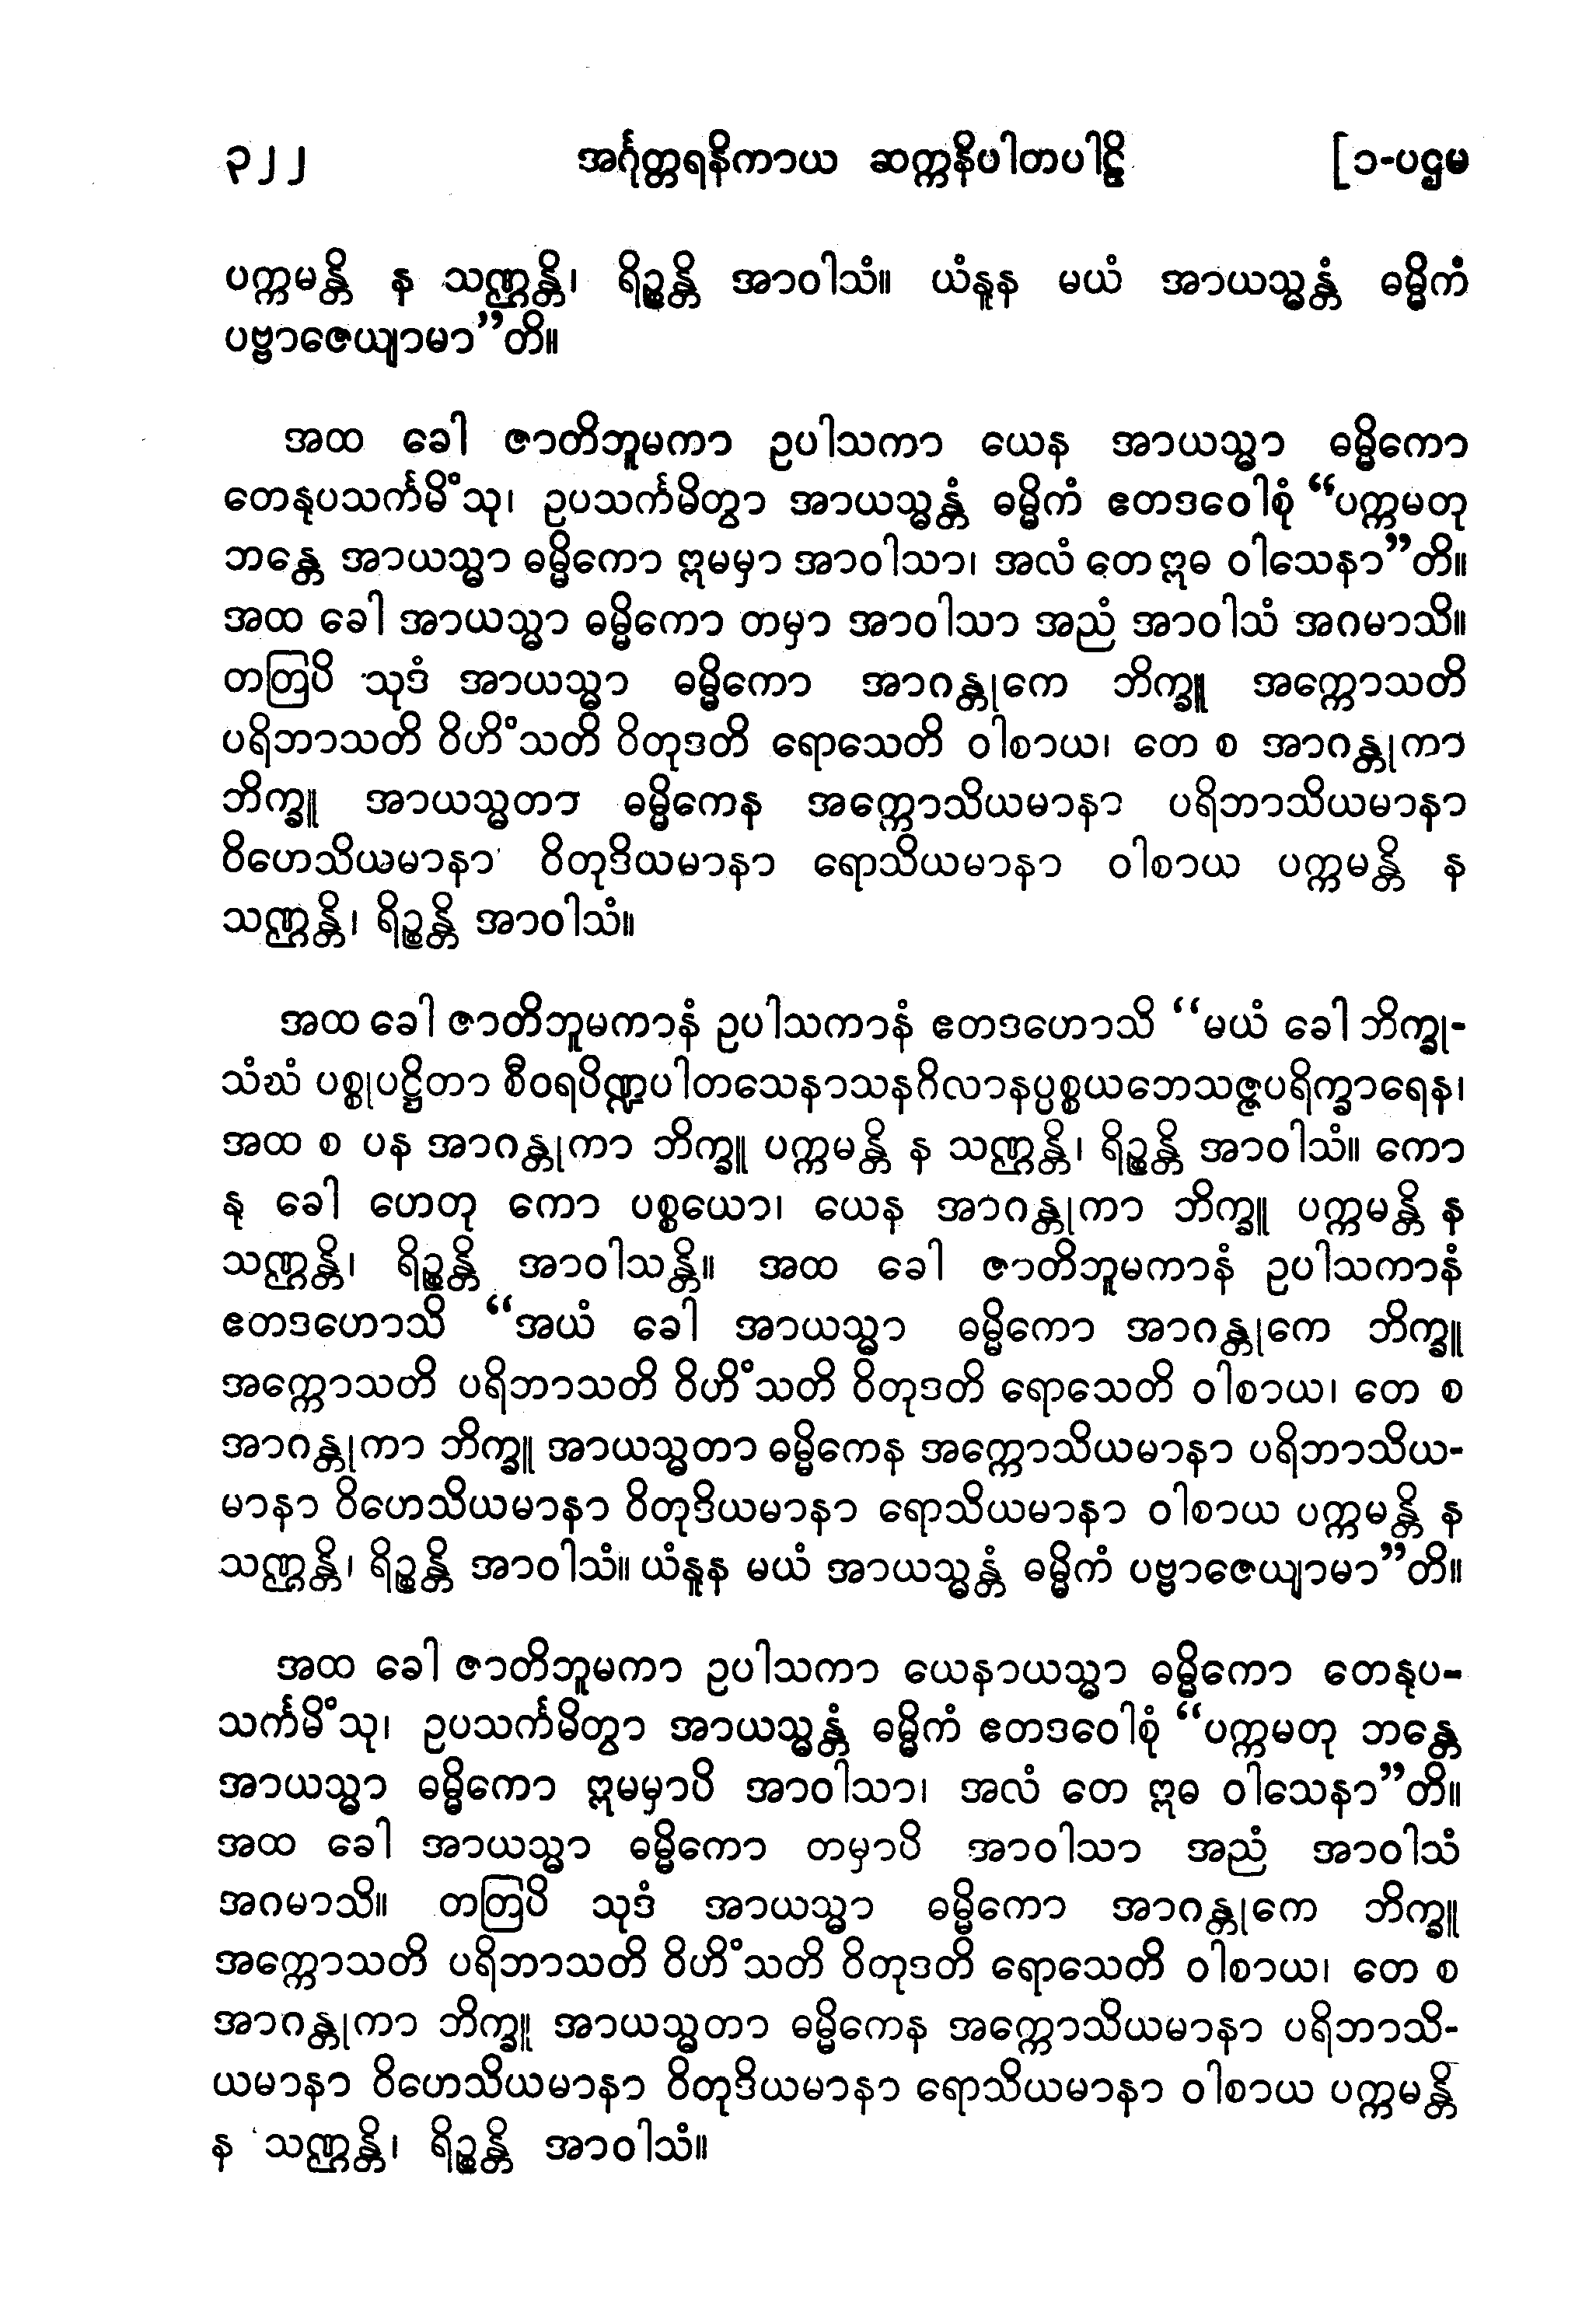 ၃၂၂ အင်္ဂုတ္တရနိကာယ ဆက္ကနိပါတပါဠိ [၁-ပဌမ
ပက္ကမန္တိ န သဏ္ဌန္တိ၊ ရိဉ္စန္တိ အာဝါသံ။ ယံနူန မယံ အာယသ္မန္တံ ဓမ္မိကံ
ပဗ္ဗာဇေယျာမာ”တိ။
အထ ခေါ ဇာတိဘူမကာ ဥပါသကာ ယေန အာယသ္မာ ဓမ္မိကော
တေနုပသင်္ကမိံသု၊ ဥပသင်္ကမိတွာ အာယသ္မန္တံ ဓမ္မိကံ ဧတဒဝေါစုံ “ပက္ကမတု
ဘန္တေ အာယသ္မာ ဓမ္မိကော ဣမမှာ အာဝါသာ၊ အလံ တေ ဣဓ ဝါသေနာ”တိ။
အထ ခေါ အာယသ္မာ ဓမ္မိကော တမှာ အာဝါသာ အညံ အာဝါသံ အဂမာသိ။
တတြပိ သုဒံ အာယသ္မာ ဓမ္မိကော အာဂန္တုကေ ဘိက္ခူ အက္ကောသတိ
ပရိဘာသတိ ဝိဟိံသတိ ဝိတုဒတိ ရောသေတိ ဝါစာယ၊ တေ စ အာဂန္တုကာ
ဘိက္ခူ အာယသ္မတာ ဓမ္မိကေန အက္ကောသိယမာနာ ပရိဘာသိယမာနာ
ဝိဟေသိယမာနာ ဝိတုဒိယမာနာ ရောသိယမာနာ ဝါစာယ ပက္ကမန္တိ န
သဏ္ဌန္တိ၊ ရိဉ္စန္တိ အာဝါသံ။
အထ ခေါ ဇာတိဘူမကာနံ ဥပါသကာနံ ဧတဒဟောသိ “မယံ ခေါ ဘိက္ခု-
သံဃံ ပစ္စုပဋ္ဌိတာ စီဝရပိဏ္ဍပါတသေနာသနဂိလာနပ္ပစ္စယဘေသဇ္ဇပရိက္ခာရေန၊
အထ စ ပန အာဂန္တုကာ ဘိက္ခူ ပက္ကမန္တိ န သဏ္ဌန္တိ၊ ရိဉ္စန္တိ အာဝါသံ။ ကော
နု ခေါ ဟေတု ကော ပစ္စယော၊ ယေန အာဂန္တုကာ ဘိက္ခူ ပက္ကမန္တိ န
သဏ္ဌန္တိ၊ ရိဉ္စန္တိ အာဝါသန္တိ။ အထ ခေါ ဇာတိဘူမကာနံ ဥပါသကာနံ
ဧတဒဟောသိ “အယံ ခေါ အာယသ္မာ ဓမ္မိကော အာဂန္တုကေ ဘိက္ခူ
အက္ကောသတိ ပရိဘာသတိ ဝိဟိံသတိ ဝိတုဒတိ ရောသေတိ ဝါစာယ၊ တေ စ
အာဂန္တုကာ ဘိက္ခူ အာယသ္မတာ ဓမ္မိကေန အက္ကောသိယမာနာ ပရိဘာသိယ-
မာနာ ဝိဟေသိယမာနာ ဝိတုဒိယမာနာ ရောသိယမာနာ ဝါစာယ ပက္ကမန္တိ န
သဏ္ဌန္တိ၊ ရိဉ္စန္တိ အာဝါသံ။ ယံနူန မယံ အာယသ္မန္တံ ဓမ္မိကံ ပဗ္ဗာဇေယျာမာ”တိ။
အထ ခေါ ဇာတိဘူမကာ ဥပါသကာ ယေနာယသ္မာ ဓမ္မိကော တေနုပ-
သင်္ကမိံသု၊ ဥပသင်္ကမိတွာ အာယသ္မန္တံ ဓမ္မိကံ ဧတဒဝေါစုံ “ပက္ကမတု ဘန္တေ
အာယသ္မာ ဓမ္မိကော ဣမမှာပိ အာဝါသာ၊ အလံ တေ ဣဓ ဝါသေနာ”တိ။
အထ ခေါ အာယသ္မာ ဓမ္မိကော တမှာပိ အာဝါသာ အညံ အာဝါသံ
အဂမာသိ။ တတြပိ သုဒံ အာယသ္မာ ဓမ္မိကော အာဂန္တုကေ ဘိက္ခူ
အက္ကောသတိ ပရိဘာသတိ ဝိဟိံသတိ ဝိတုဒတိ ရောသေတိ ဝါစာယ၊ တေ စ
အာဂန္တုကာ ဘိက္ခူ အာယသ္မတာ ဓမ္မိကေန အက္ကောသိယမာနာ ပရိဘာသိ-
ယမာနာ ဝိဟေသိယမာနာ ဝိတုဒိယမာနာ ရောသိယမာနာ ဝါစာယ ပက္ကမန္တိ
န သဏ္ဌန္တိ၊ ရိဉ္စန္တိ အာဝါသံ။